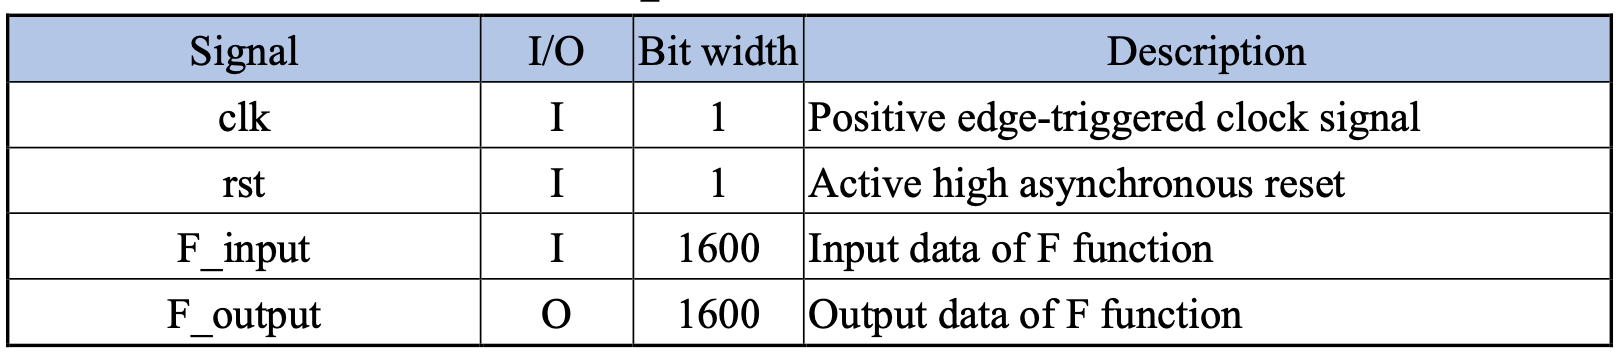 Signal I/O Bit width Description
clk I 1 Positive edge-triggered clock signal
rst I 1 Active high asynchronous reset
F_input I 1600 Input data of F function
F_output O 1600 Output data of F function